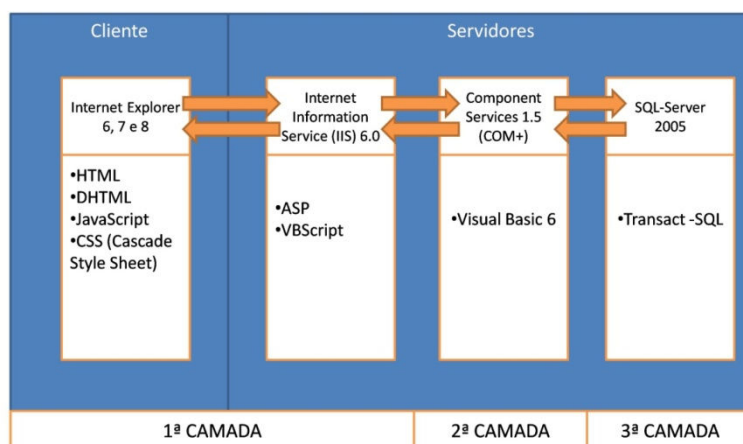 Cliente
Servidores
Internet Explorer
6, 7 e 8
Internet
Information
Service (IIS) 6.0
Component
Services 1.5
(COM+)
SQL-Server
2005
•HTML
•DHTML
•JavaScript
•CSS (Cascade
Style Sheet)
•ASP
•VBScript
•Visual Basic 6
•Transact -SQL
1ª CAMADA
2ª CAMADA
3ª CAMADA